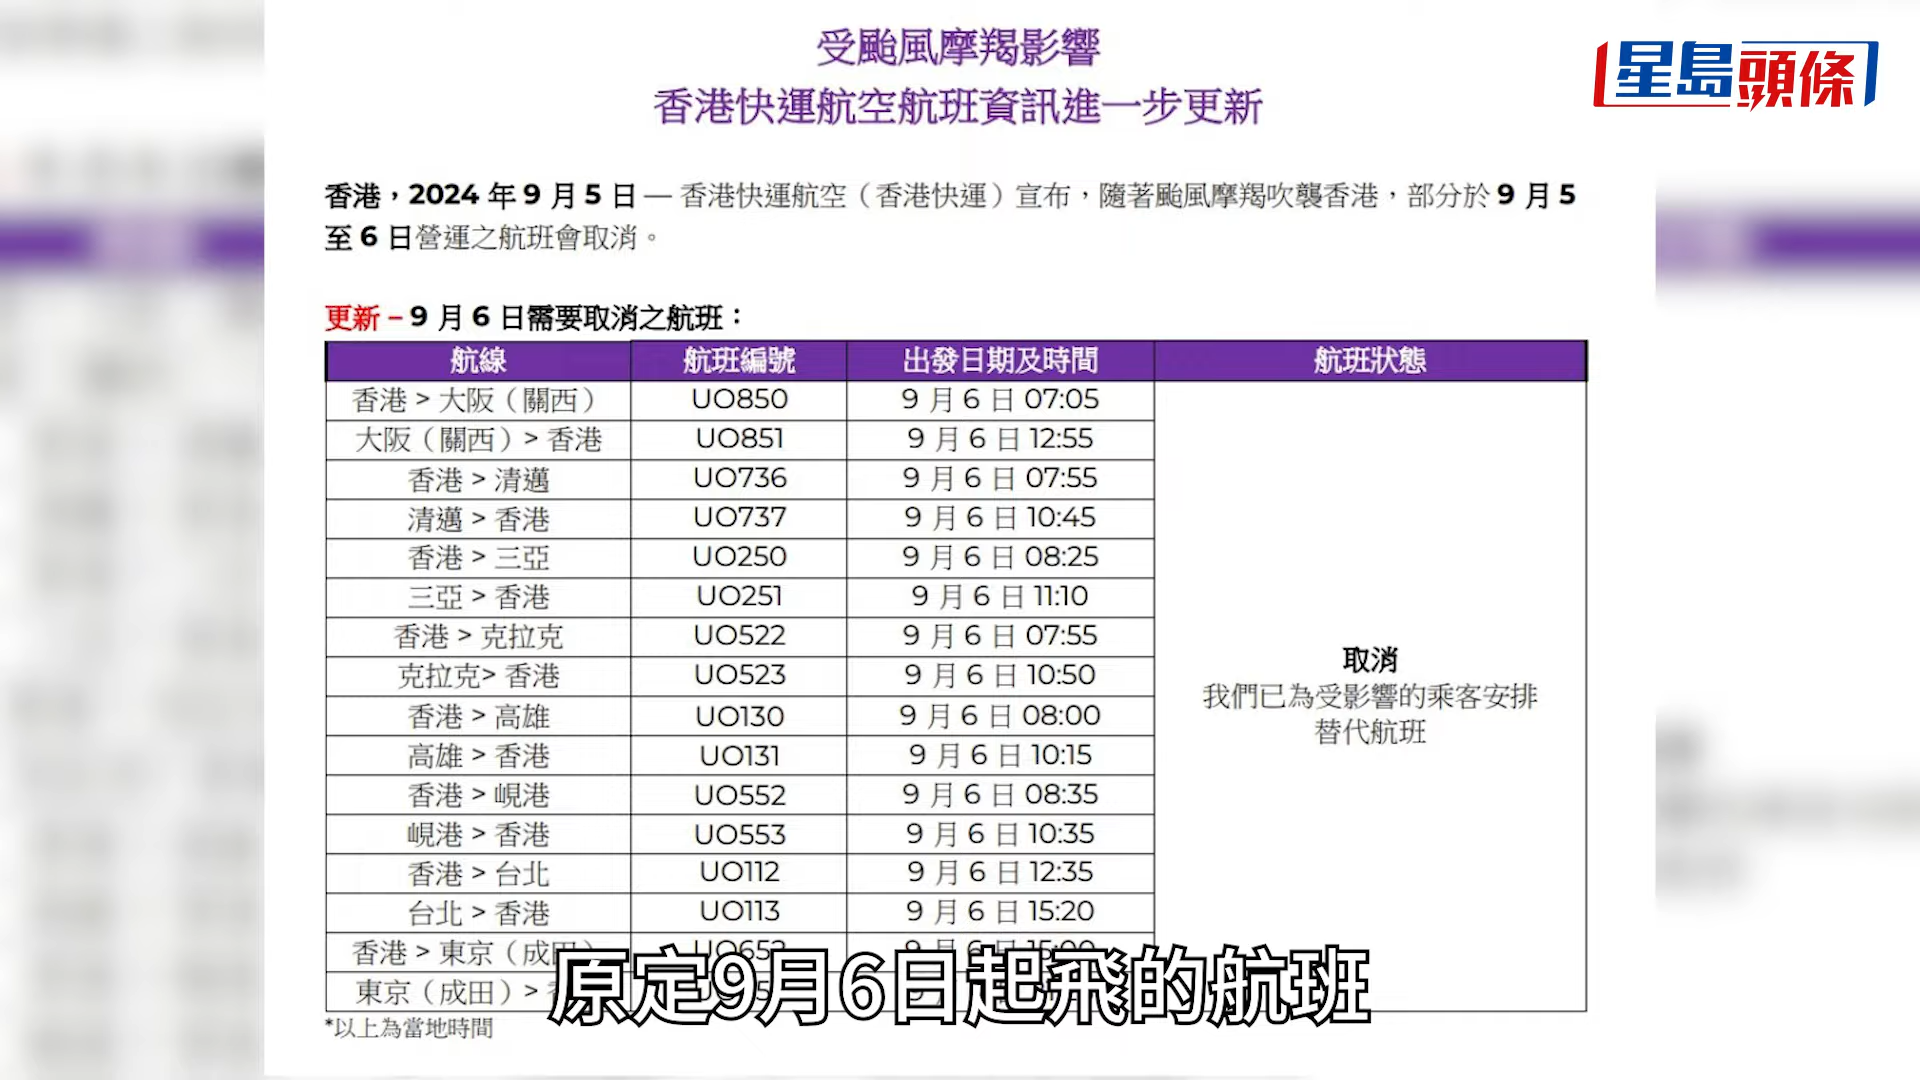 受颱風摩羯影響
星島頭條
香港快運航空航班資訊進一步更新
香港，2024 年 9 月 5 日 — 香港快運航空（香港快運）宣布，隨著颱風摩羯吹襲香港，部分於 9 月 5
至 6 日營運之航班會取消。
更新 – 9 月 6 日需要取消之航班：
航線 航班編號 出發日期及時間 航班狀態
香港 > 大阪（關西） UO850 9 月 6 日 07:05
大阪（關西）> 香港 UO851 9 月 6 日 12:55
香港 > 清邁 UO736 9 月 6 日 07:55
清邁 > 香港 UO737 9 月 6 日 10:45
香港 > 三亞 UO250 9 月 6 日 08:25
三亞 > 香港 UO251 9 月 6 日 11:10
香港 > 克拉克 UO522 9 月 6 日 07:55
克拉克> 香港 UO523 9 月 6 日 10:50
香港 > 高雄 UO130 9 月 6 日 08:00
高雄 > 香港 UO131 9 月 6 日 10:15
香港 > 峴港 UO552 9 月 6 日 08:35
峴港 > 香港 UO553 9 月 6 日 10:35
香港 > 台北 UO112 9 月 6 日 12:35
台北 > 香港 UO113 9 月 6 日 15:20
取消
我們已為受影響的乘客安排
替代航班
香港 > 東京（成田） UO652 9 月 6 日 15:00
東京（成田）>
原定9月6日起飛的航班
*以上為當地時間